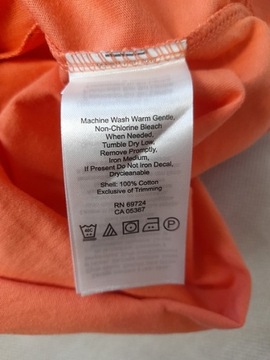 Machine Wash Warm Gentle,
Non-Chlorine Bleach
When Needed,
Tumble Dry Low,
Remove Promptly,
Iron Medium,
If Present Do Not Iron Decal,
Drycleanable
Shell: 100% Cotton
Exclusive of Trimming
RN 69724
CA 05367